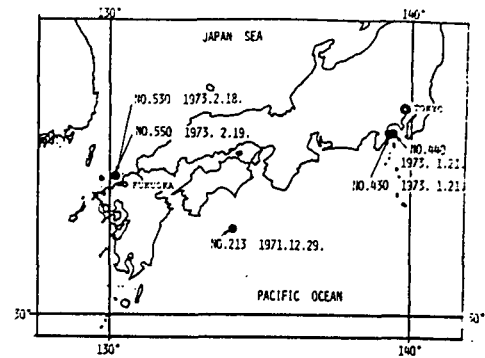 130°
140°
JAPAN SEA
NO.530 1973.2.18.
NO.550 1973. 2.19.
TOKYO
NO.440
1973. 1.21.
NO.430 1973. 1.21.
FUKUOKA
NO.213 1971.12.29.
PACIFIC OCEAN
30°
30°
130°
140°